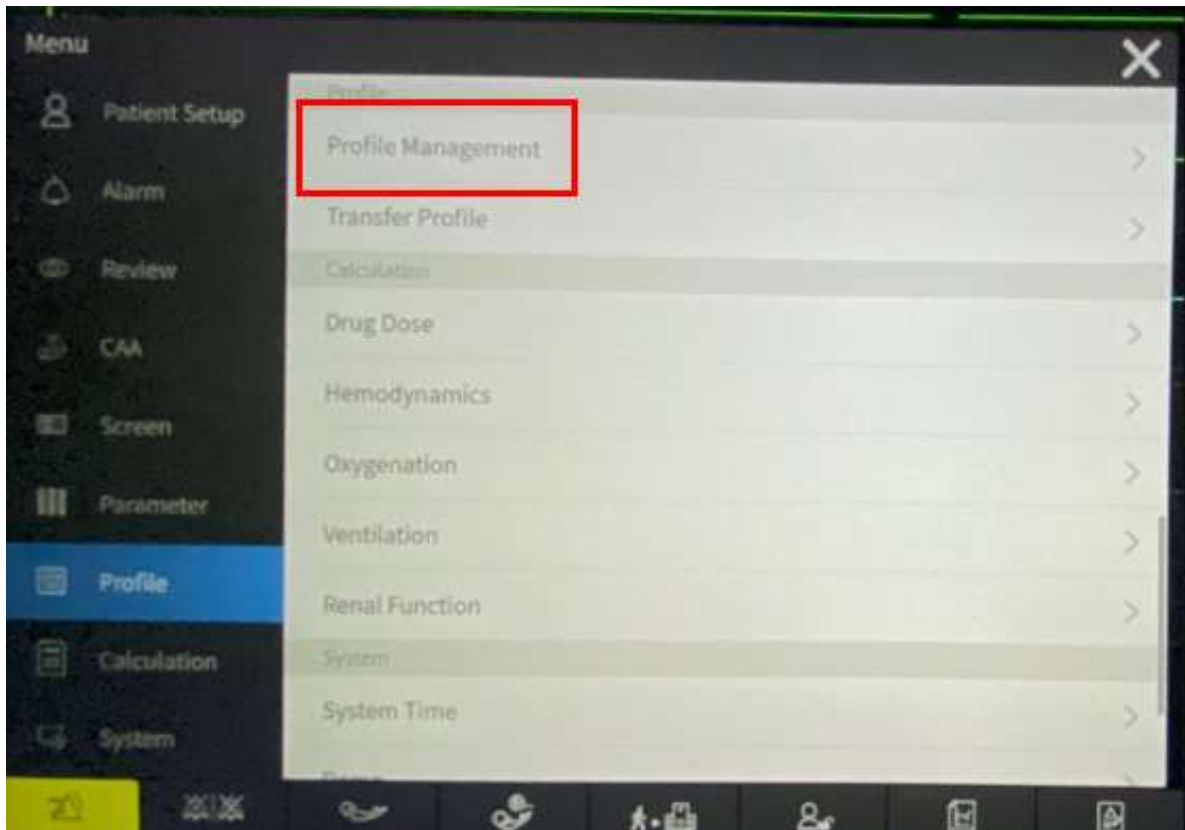 Menu
Patient Setup
Alarm
Review
CAA
Screen
Parameter
Profile
Calculation
System
Profile
Profile Management
Transfer Profile
Calculation
Drug Dose
Hemodynamics
Oxygenation
Ventilation
Renal Function
System
System Time